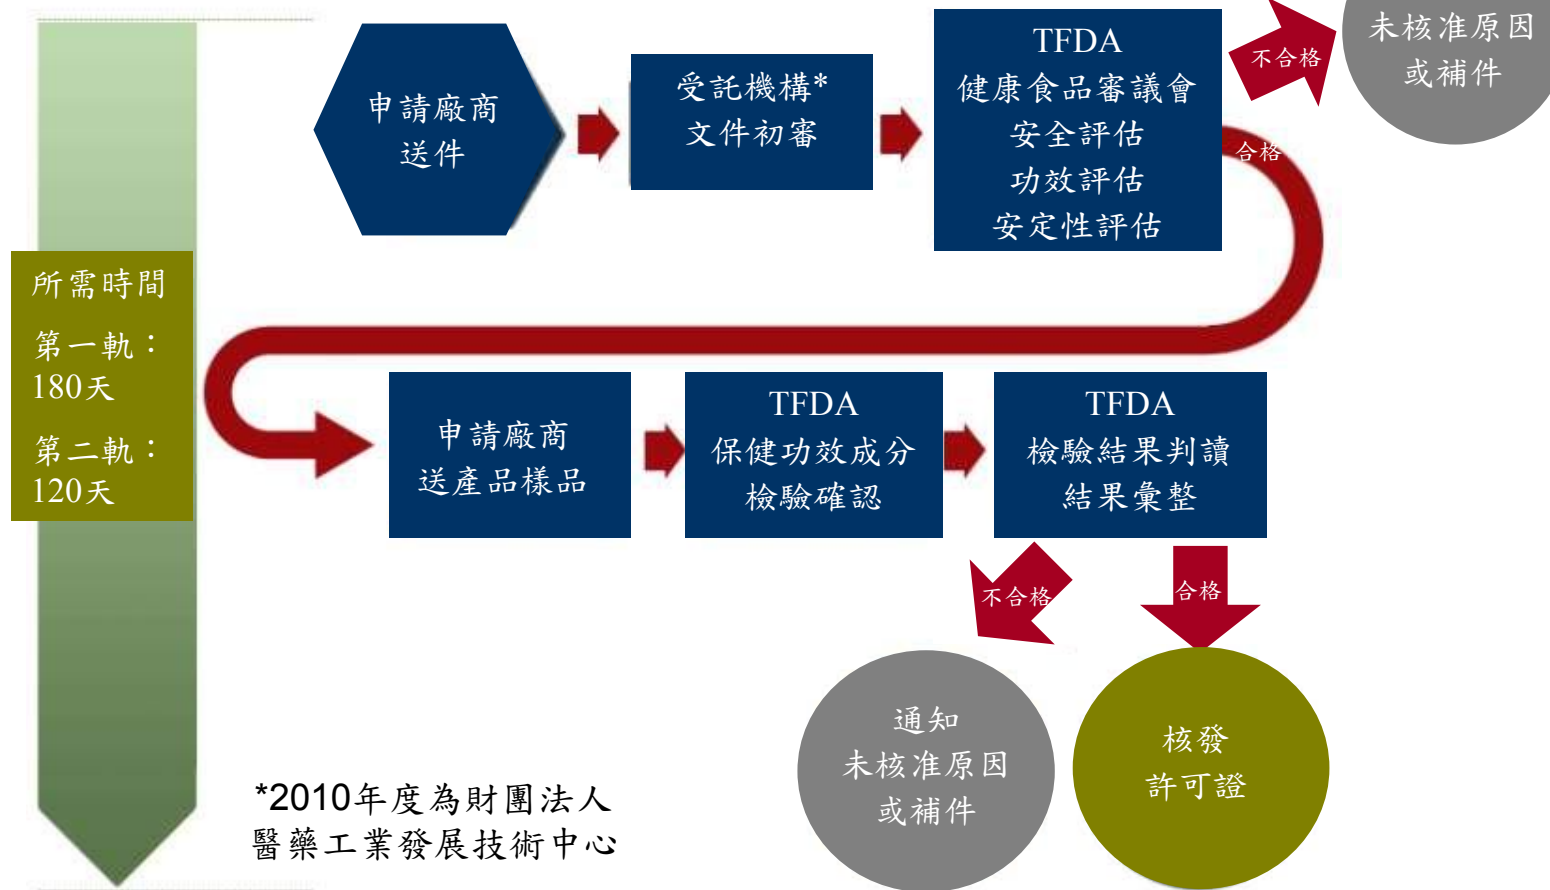 申請廠商
送件
受託機構*
文件初審
TFDA
健康食品審議會
安全評估
功效評估
安定性評估
不合格
未核准原因
或補件
合格
所需時間
第一軌：
180天
第二軌：
120天
申請廠商
送產品樣品
TFDA
保健功效成分
檢驗確認
TFDA
檢驗結果判讀
結果彙整
不合格
合格
通知
未核准原因
或補件
核發
許可證
*2010年度為財團法人
醫藥工業發展技術中心